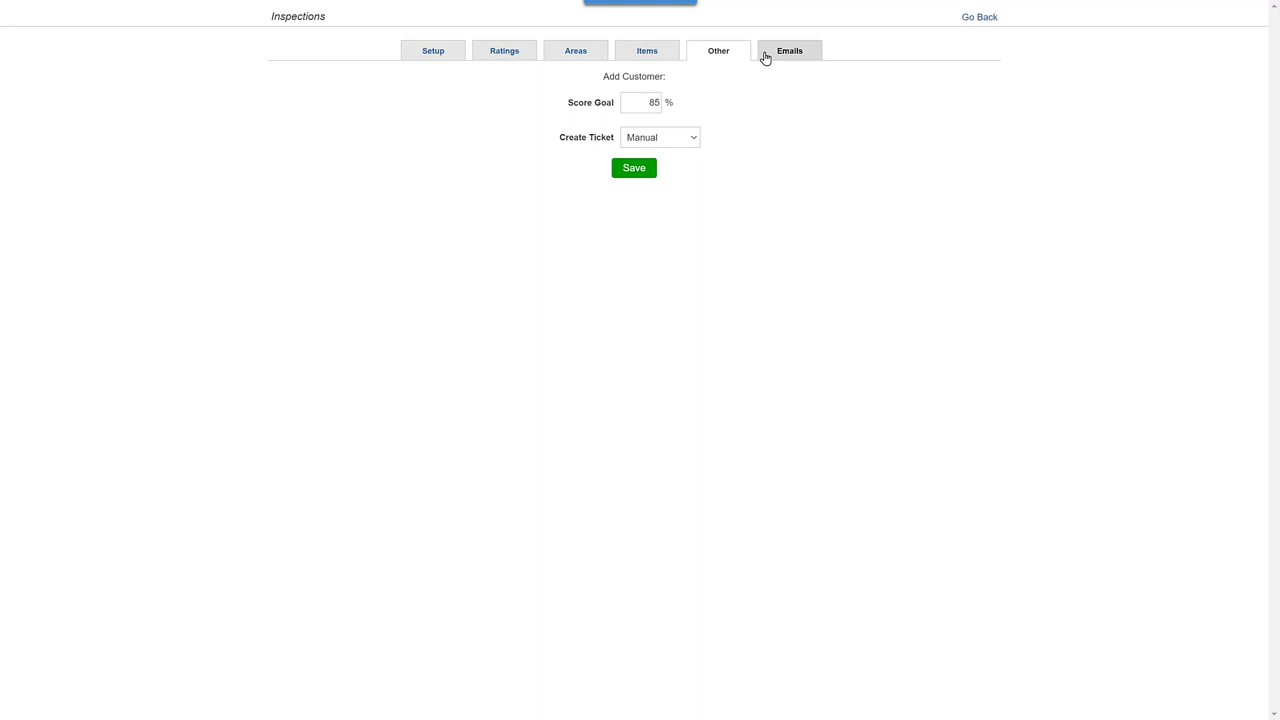 Inspections
Go Back
Setup
Ratings
Areas
Items
Other
Emails
Add Customer:
Score Goal 85 %
Create Ticket Manual
Save